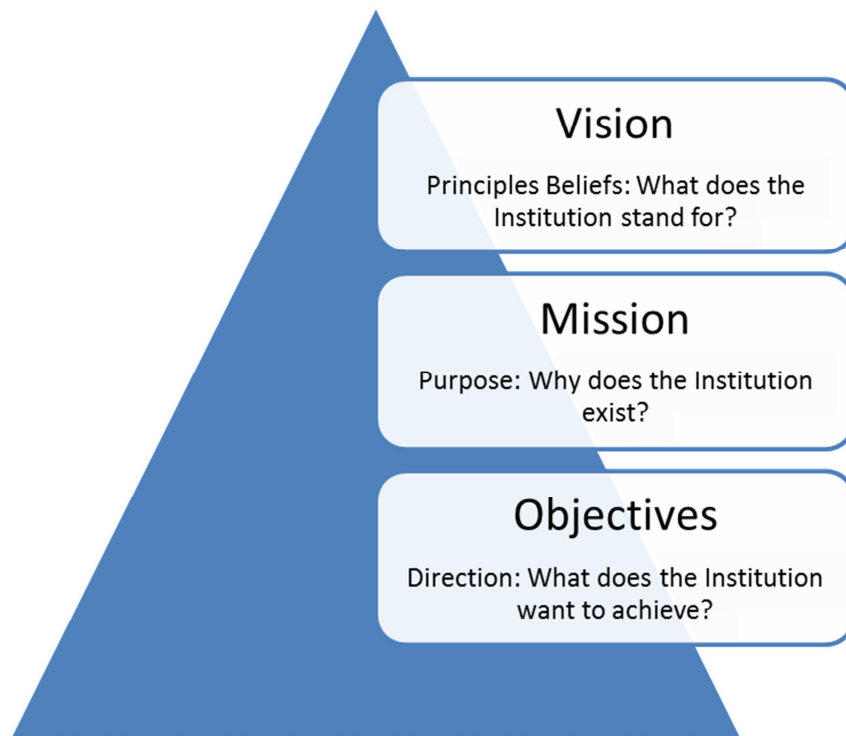 Vision
Principles Beliefs: What does the
Institution stand for?
Mission
Purpose: Why does the Institution
exist?
Objectives
Direction: What does the Institution
want to achieve?